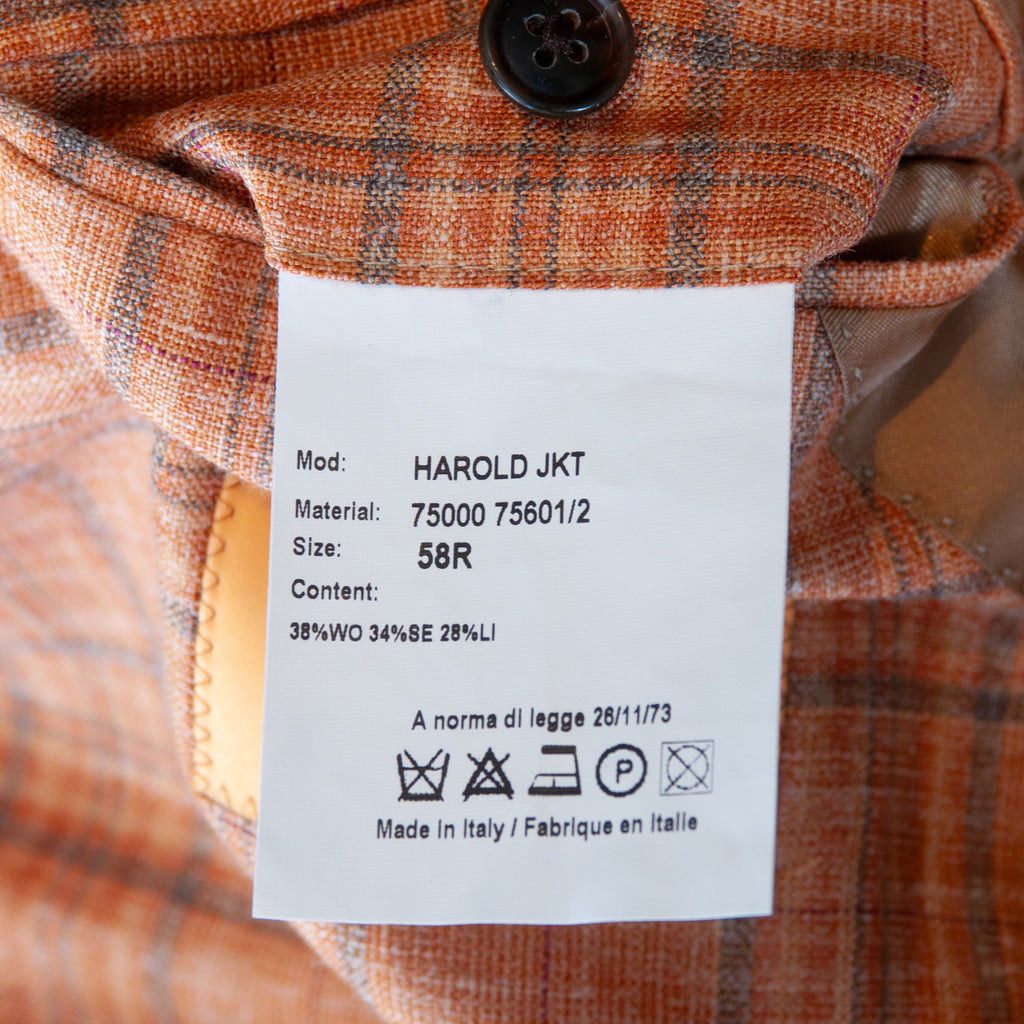 Mod: HAROLD JKT
Material: 75000 75601/2
Size: 58R
Content:
38%WO 34%SE 28%LI
A norma di legge 26/11/73
P
Made in Italy / Fabrique en Italie